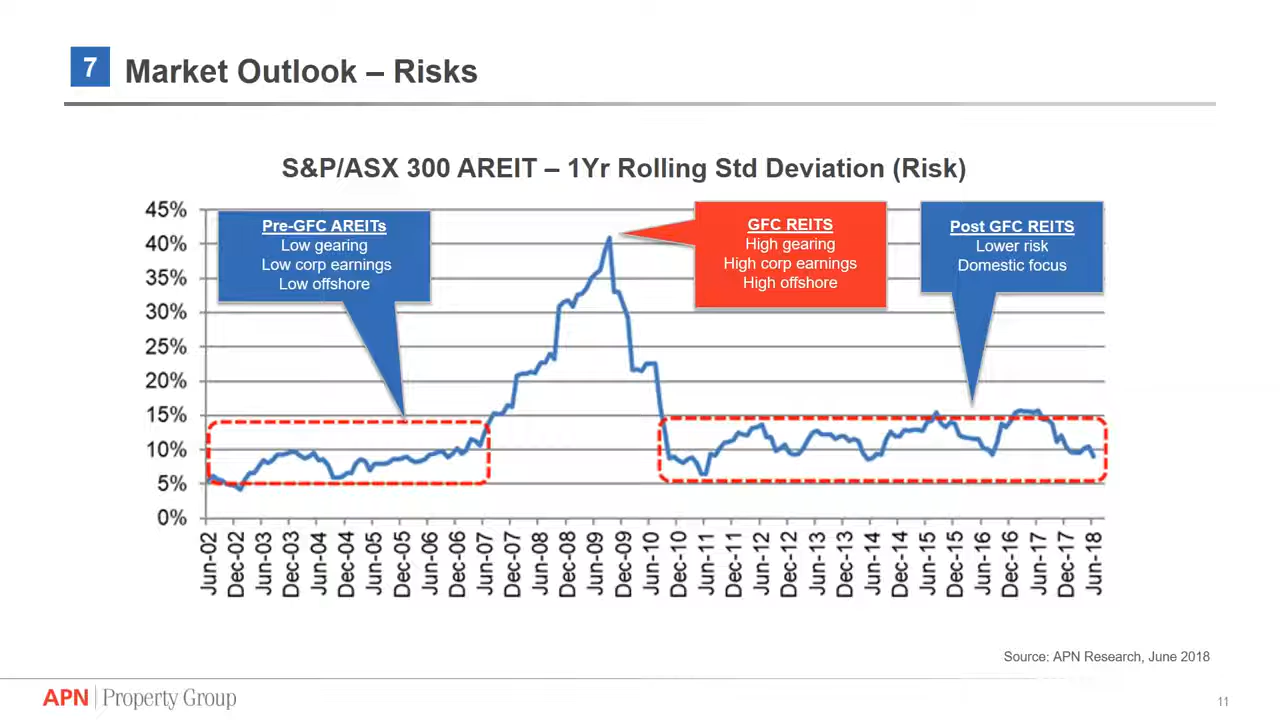 7
Market Outlook – Risks
S&P/ASX 300 AREIT – 1Yr Rolling Std Deviation (Risk)
45%
40%
35%
30%
25%
20%
15%
10%
5%
0%
Pre-GFC AREITs
Low gearing
Low corp earnings
Low offshore
GFC REITS
High gearing
High corp earnings
High offshore
Post GFC REITS
Lower risk
Domestic focus
Jun-02
Dec-02
Jun-03
Dec-03
Jun-04
Dec-04
Jun-05
Dec-05
Jun-06
Dec-06
Jun-07
Dec-07
Jun-08
Dec-08
Jun-09
Dec-09
Jun-10
Dec-10
Jun-11
Dec-11
Jun-12
Dec-12
Jun-13
Dec-13
Jun-14
Dec-14
Jun-15
Dec-15
Jun-16
Dec-16
Jun-17
Dec-17
Jun-18
Source: APN Research, June 2018
APN Property Group
11